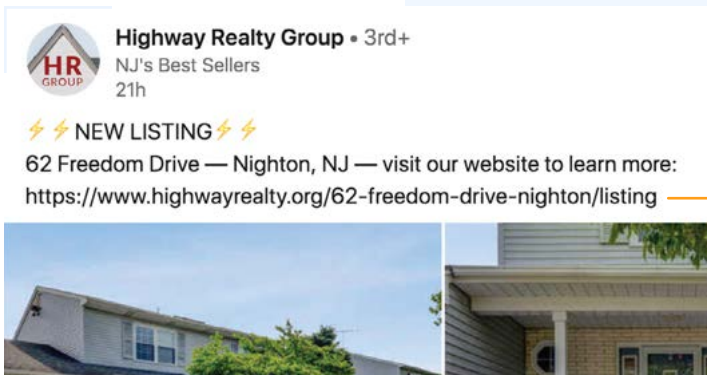 HR
GROUP
Highway Realty Group • 3rd+
NJ's Best Sellers
21h
⚡⚡NEW LISTING⚡⚡
62 Freedom Drive — Nighton, NJ — visit our website to learn more:
https://www.highwayrealty.org/62-freedom-drive-nighton/listing